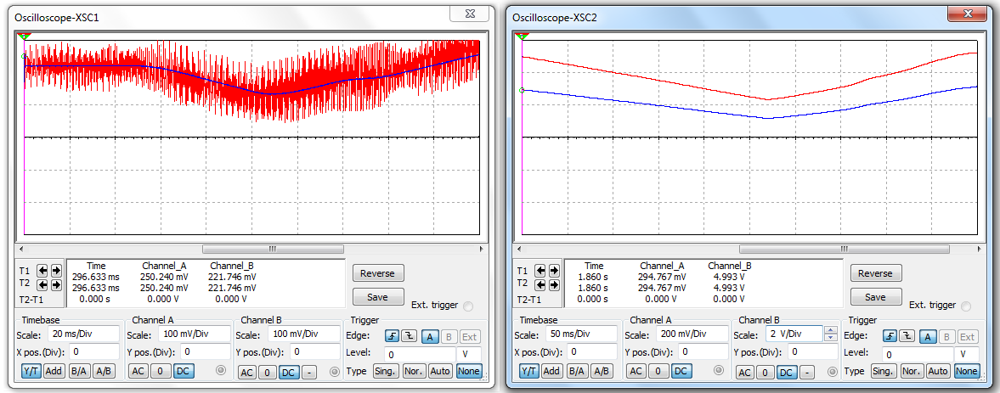 Oscilloscope-XSC1
T1
T2
T2-T1
Time Channel_A Channel_B
296.633 ms 250.240 mV 221.746 mV
296.633 ms 250.240 mV 221.746 mV
0.000 s 0.000 V 0.000 V
Reverse
Save
Ext. trigger
Timebase
Scale: 20 ms/Div
X pos.(Div): 0
Y/T Add B/A A/B
Channel A
Scale: 100 mV/Div
Y pos.(Div): 0
AC 0 DC
Channel B
Scale: 100 mV/Div
Y pos.(Div): 0
AC 0 DC -
Trigger
Edge: A B Ext
Level: 0 V
Type Sing. Nor. Auto None
Oscilloscope-XSC2
T1
T2
T2-T1
Time Channel_A Channel_B
1.860 s 294.767 mV 4.993 V
1.860 s 294.767 mV 4.993 V
0.000 s 0.000 V 0.000 V
Reverse
Save
Ext. trigger
Timebase
Scale: 50 ms/Div
X pos.(Div): 0
Y/T Add B/A A/B
Channel A
Scale: 200 mV/Div
Y pos.(Div): 0
AC 0 DC
Channel B
Scale: 2 V/Div
Y pos.(Div): 0
AC 0 DC -
Trigger
Edge: A B Ext
Level: 0 V
Type Sing. Nor. Auto None